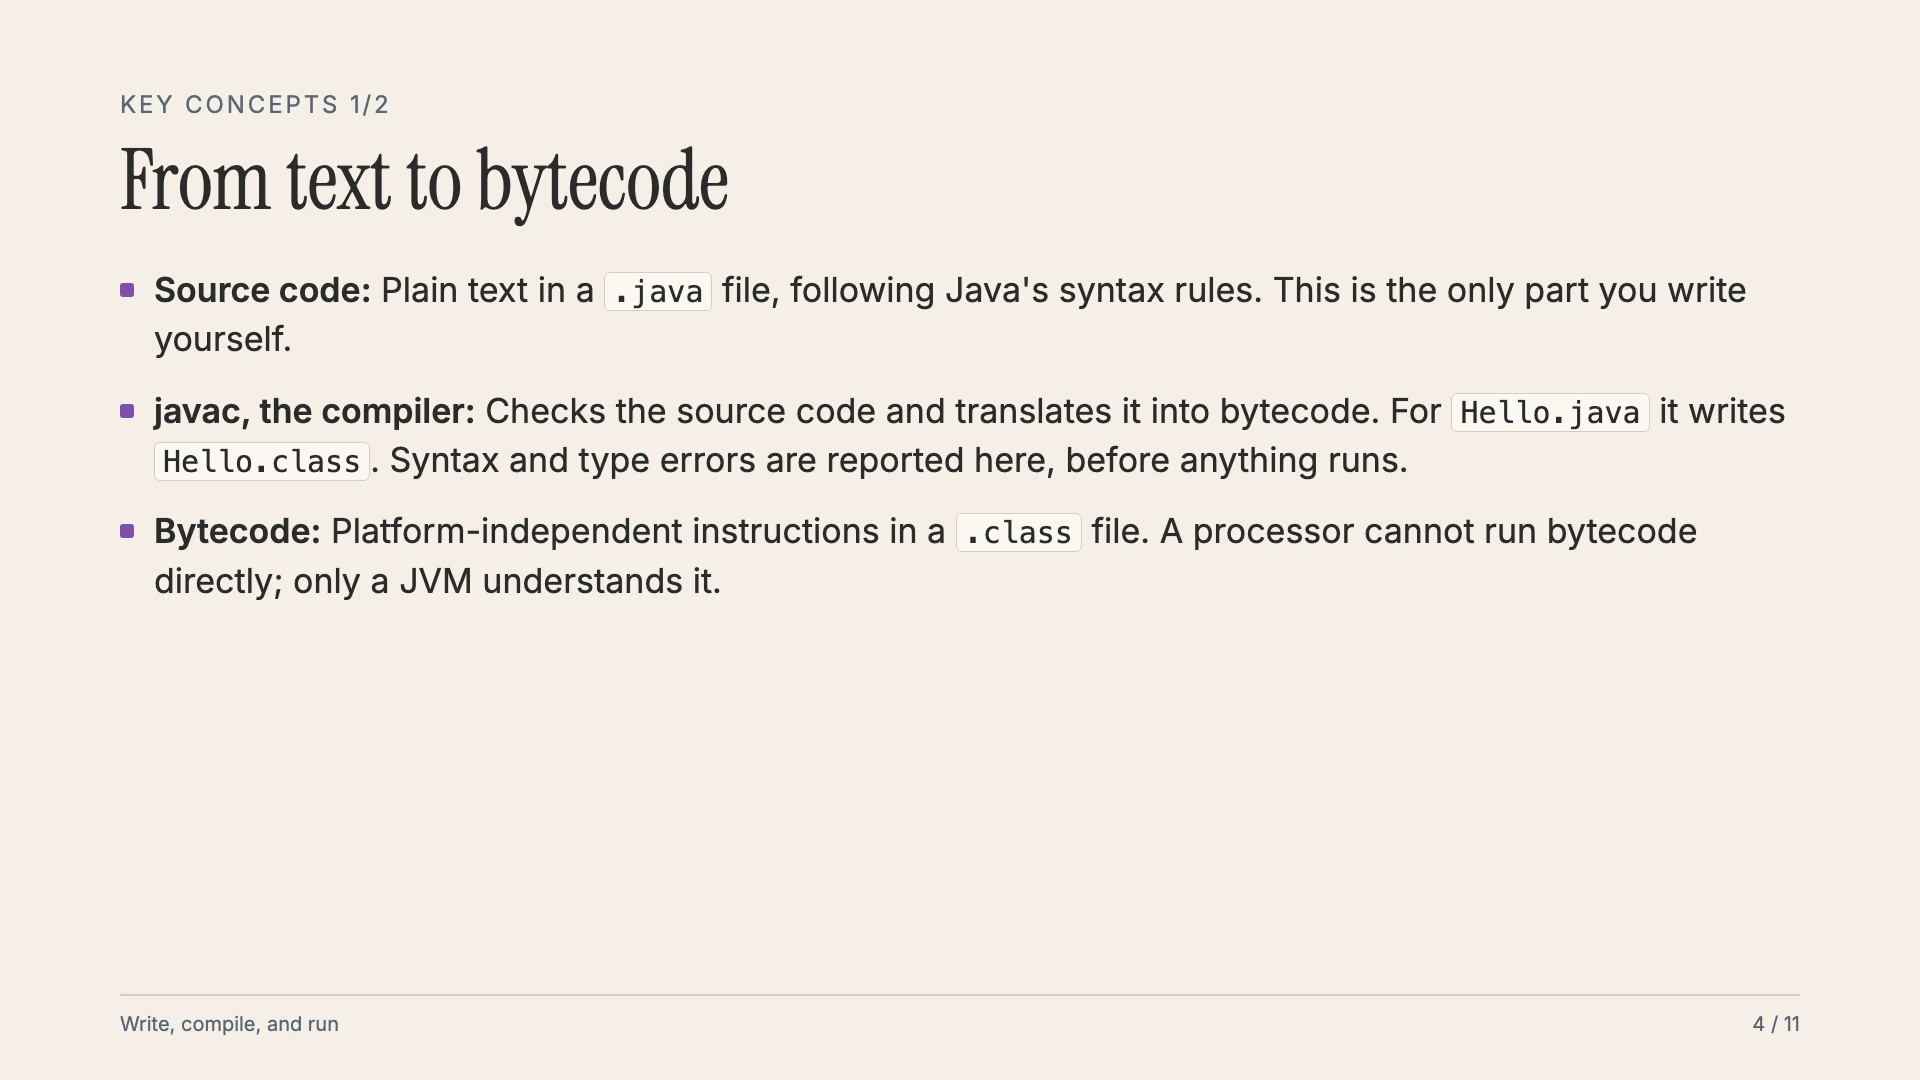 KEY CONCEPTS 1/2
From text to bytecode
Source code: Plain text in a .java file, following Java's syntax rules. This is the only part you write
yourself.
javac, the compiler: Checks the source code and translates it into bytecode. For Hello.java it writes
Hello.class. Syntax and type errors are reported here, before anything runs.
Bytecode: Platform-independent instructions in a .class file. A processor cannot run bytecode
directly; only a JVM understands it.
Write, compile, and run
4 / 11